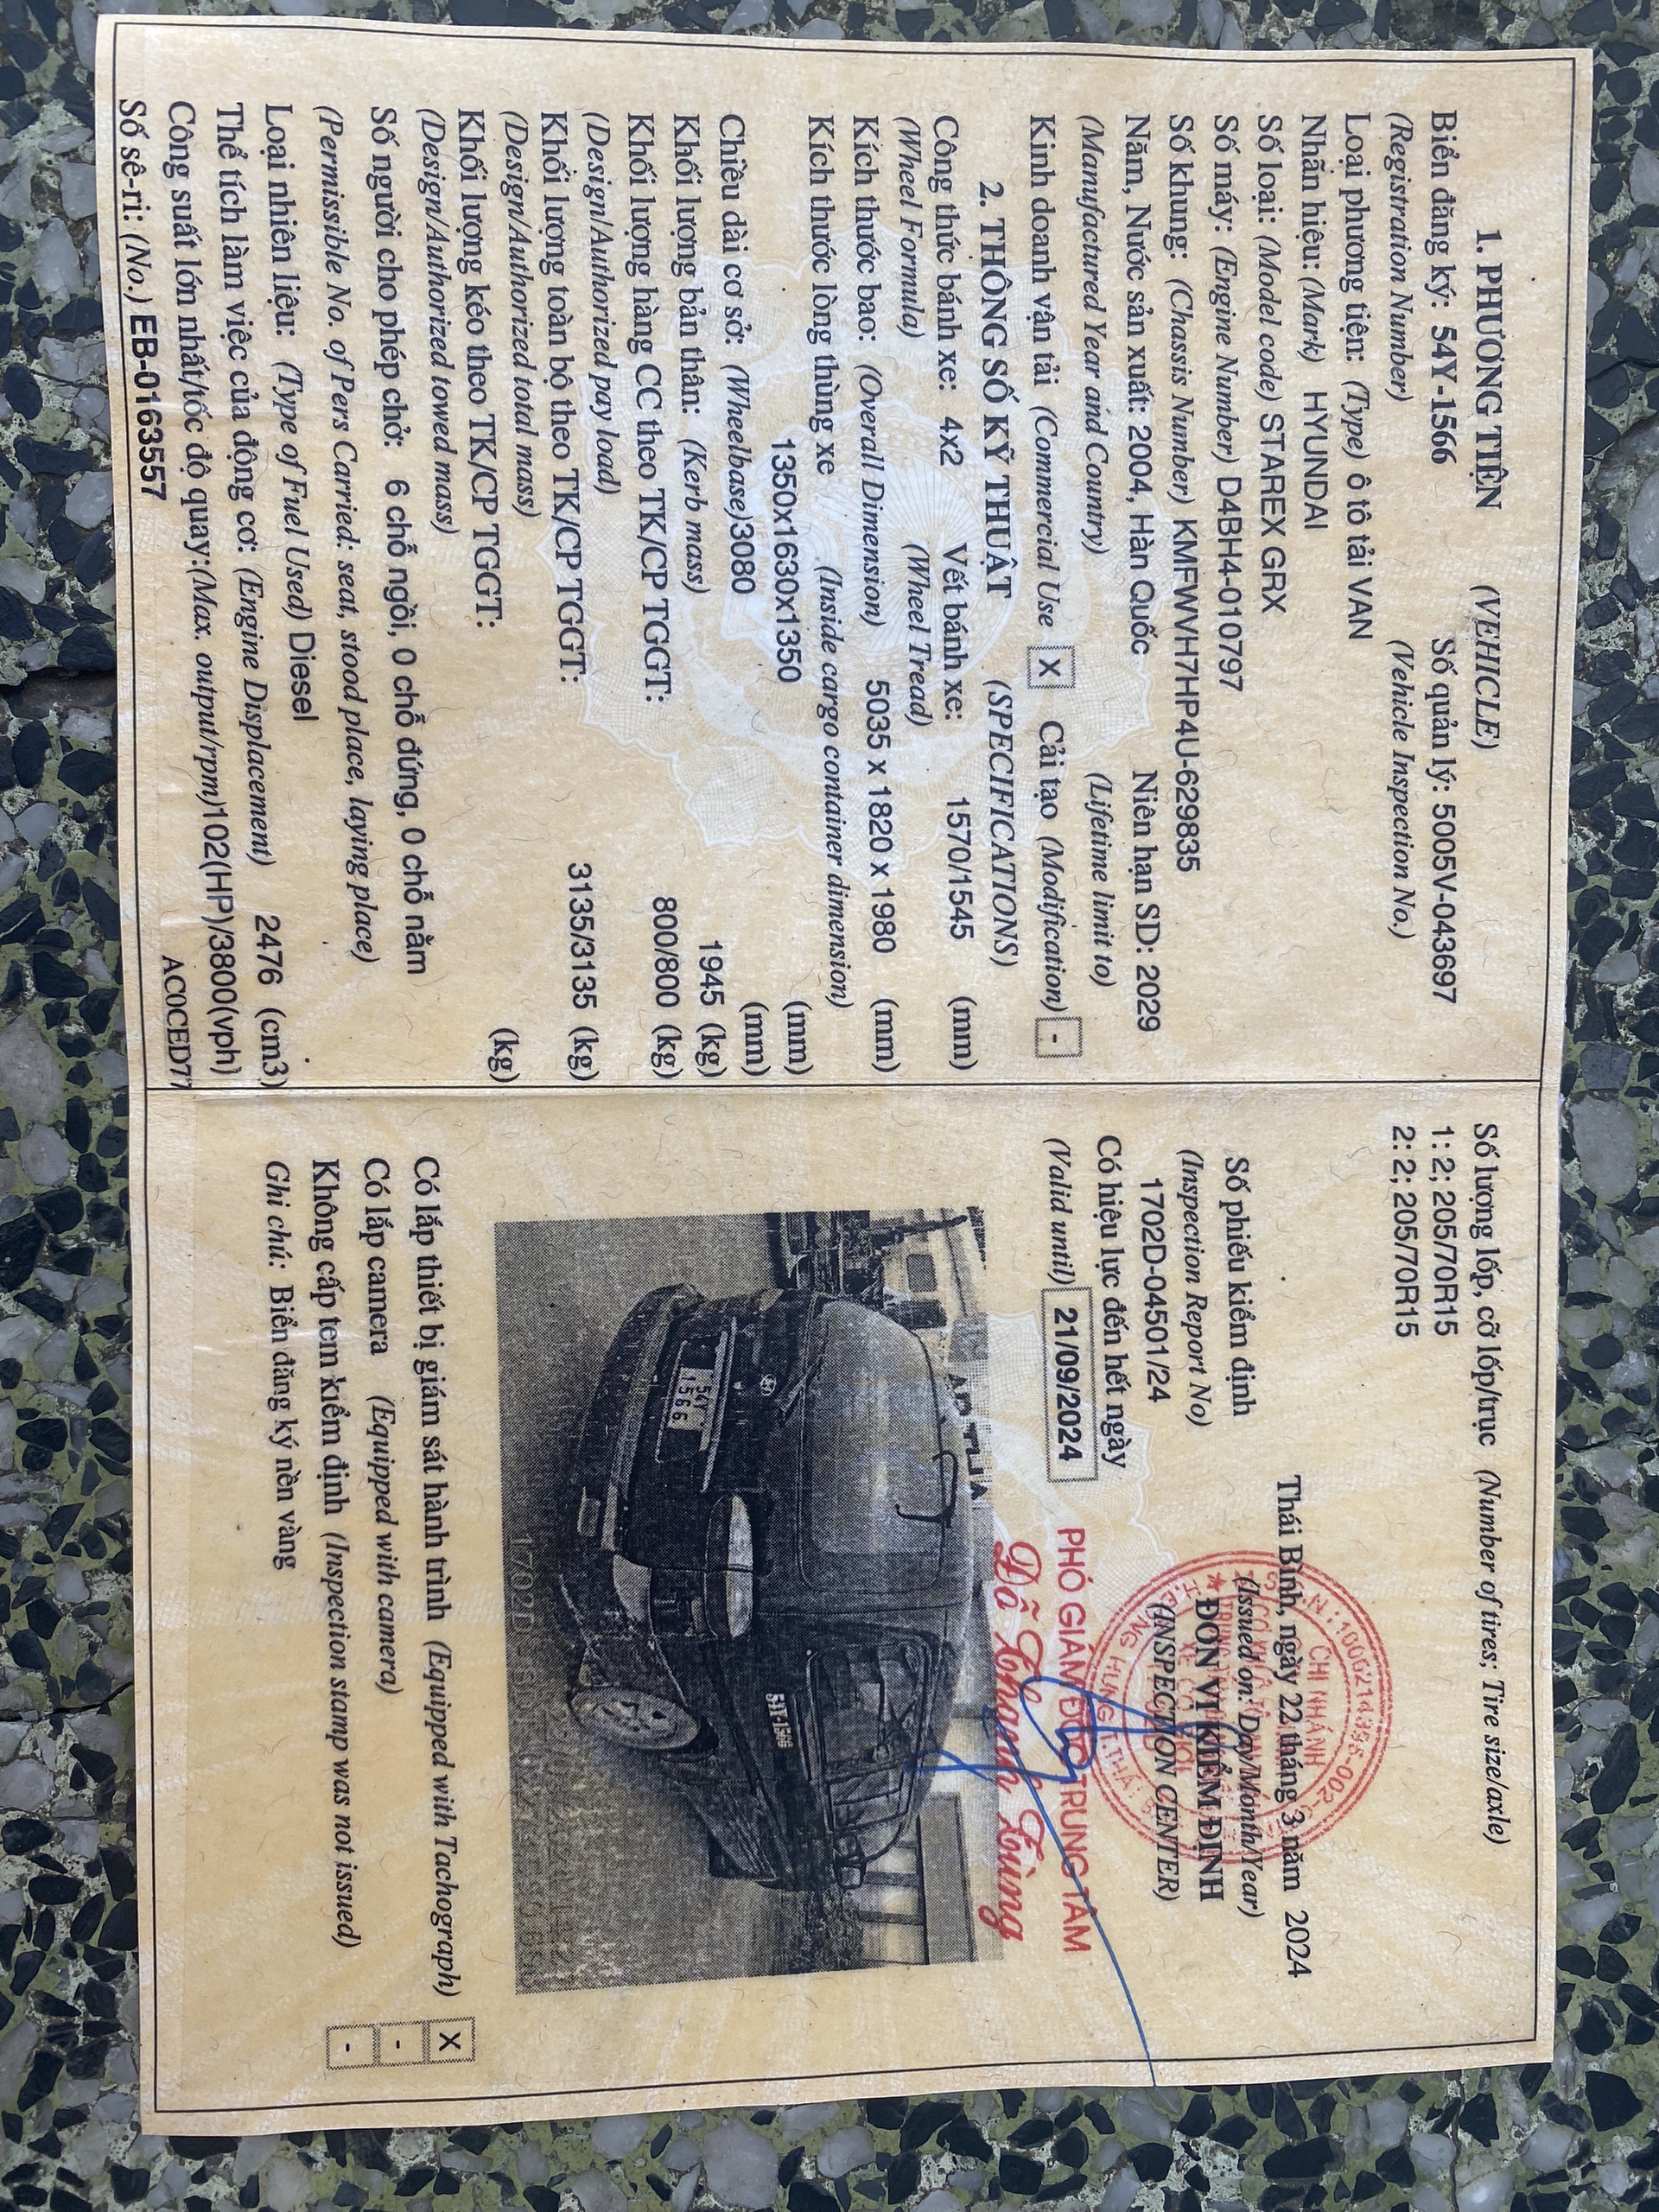 1. PHƯƠNG TIỆN (VEHICLE)
Biển đăng ký: 54Y-1566 Số quản lý: 5005V-043697
(Registration Number) (Vehicle Inspection No.)
Loại phương tiện: (Type) ô tô tải VAN
Nhãn hiệu: (Mark) HYUNDAI
Số loại: (Model code) STAREX GRX
Số máy: (Engine Number) D4BH4-010797
Số khung: (Chassis Number) KMFWVH7HP4U-629835
Năm, Nước sản xuất: 2004, Hàn Quốc Niên hạn SD: 2029
(Manufactured Year and Country) (Lifetime limit to)
Kinh doanh vận tải (Commercial Use X Cải tạo (Modification) -
2. THÔNG SỐ KỸ THUẬT (SPECIFICATIONS)
Công thức bánh xe: 4x2 Vết bánh xe: 1570/1545 (mm)
(Wheel Formula) (Wheel Tread)
Kích thước bao: (Overall Dimension) 5035 x 1820 x 1980 (mm)
Kích thước lòng thùng xe (Inside cargo container dimension)
1350x1630x1350 (mm)
Chiều dài cơ sở: (Wheelbase)3080 (mm)
Khối lượng bản thân: (Kerb mass) 1945 (kg)
Khối lượng hàng CC theo TK/CP TGGT: 800/800 (kg)
(Design/Authorized pay load)
Khối lượng toàn bộ theo TK/CP TGGT: 3135/3135 (kg)
(Design/Authorized total mass)
Khối lượng kéo theo TK/CP TGGT: (kg)
(Design/Authorized towed mass)
Số người cho phép chở: 6 chỗ ngồi, 0 chỗ đứng, 0 chỗ nằm
(Permissible No. of Pers Carried: seat, stood place, laying place)
Loại nhiên liệu: (Type of Fuel Used) Diesel
Thể tích làm việc của động cơ: (Engine Displacement) 2476 (cm3)
Công suất lớn nhất/tốc độ quay:(Max. output/rpm)102(HP)/3800(vph)
Số sê-ri: (No.) EB-0163557 AC0CED77
Số lượng lốp, cỡ lốp/trục (Number of tires; Tire size/axle)
1: 2; 205/70R15
2: 2; 205/70R15
Thái Bình, ngày 22 tháng 3 năm 2024
(Issued on: Day/Month/Year)
Số phiếu kiểm định
ĐƠN VỊ KIỂM ĐỊNH
(Inspection Report No)
(INSPECTION CENTER)
1702D-04501/24
Có hiệu lực đến hết ngày
(Valid until) 21/09/2024
CHI NHÁNH
PHÓ GIÁM ĐỐC TRUNG TÂM
54Y
1566
54Y-1566
Có lắp thiết bị giám sát hành trình (Equipped with Tachograph) X
Có lắp camera (Equipped with camera) -
Không cấp tem kiểm định (Inspection stamp was not issued) -
Ghi chú: Biển đăng ký nền vàng